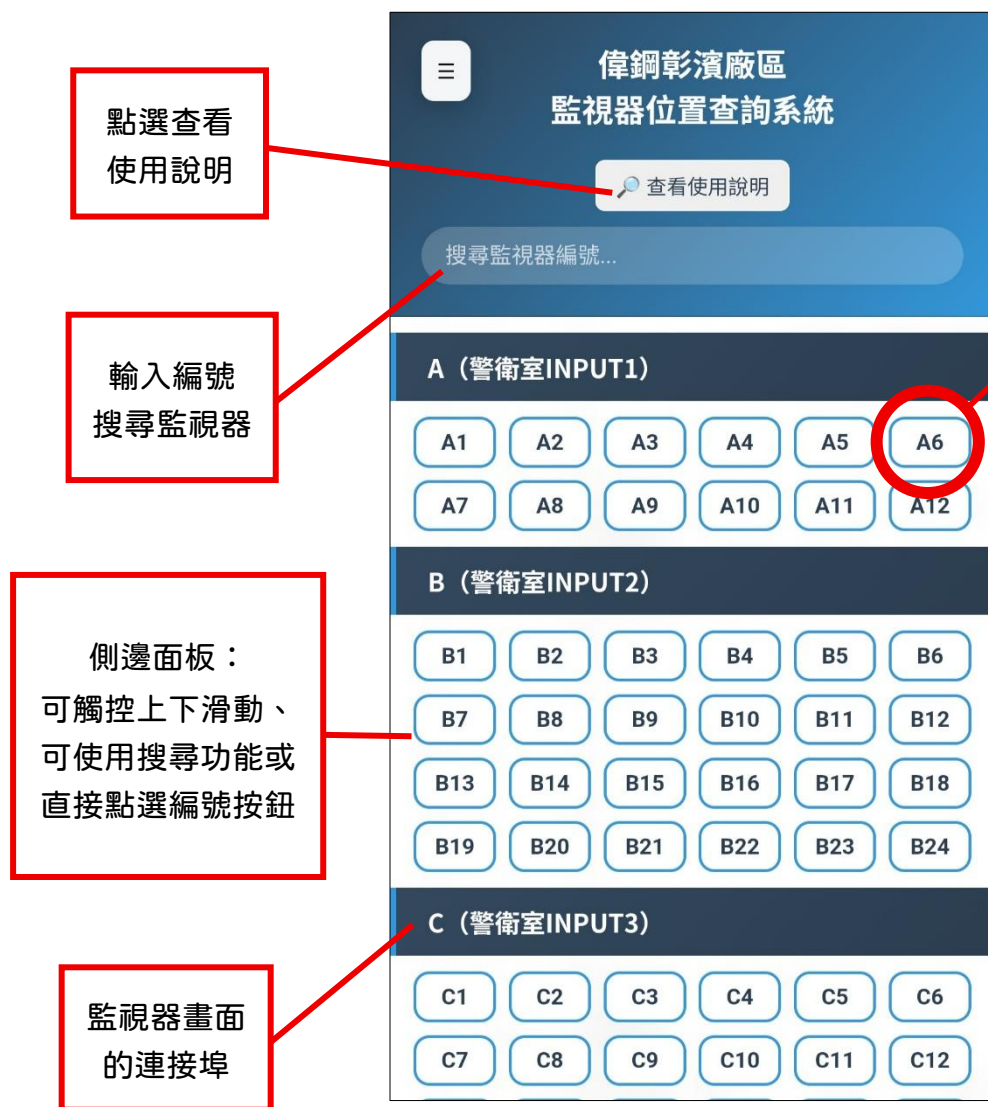 ☰
偉鋼彰濱廠區
監視器位置查詢系統
點選查看
使用說明
🔎 查看使用說明
搜尋監視器編號...
輸入編號
搜尋監視器
A（警衛室INPUT1）
A1 A2 A3 A4 A5 A6
A7 A8 A9 A10 A11 A12
側邊面板：
可觸控上下滑動、
可使用搜尋功能或
直接點選編號按鈕
B（警衛室INPUT2）
B1 B2 B3 B4 B5 B6
B7 B8 B9 B10 B11 B12
B13 B14 B15 B16 B17 B18
B19 B20 B21 B22 B23 B24
監視器畫面
的連接埠
C（警衛室INPUT3）
C1 C2 C3 C4 C5 C6
C7 C8 C9 C10 C11 C12